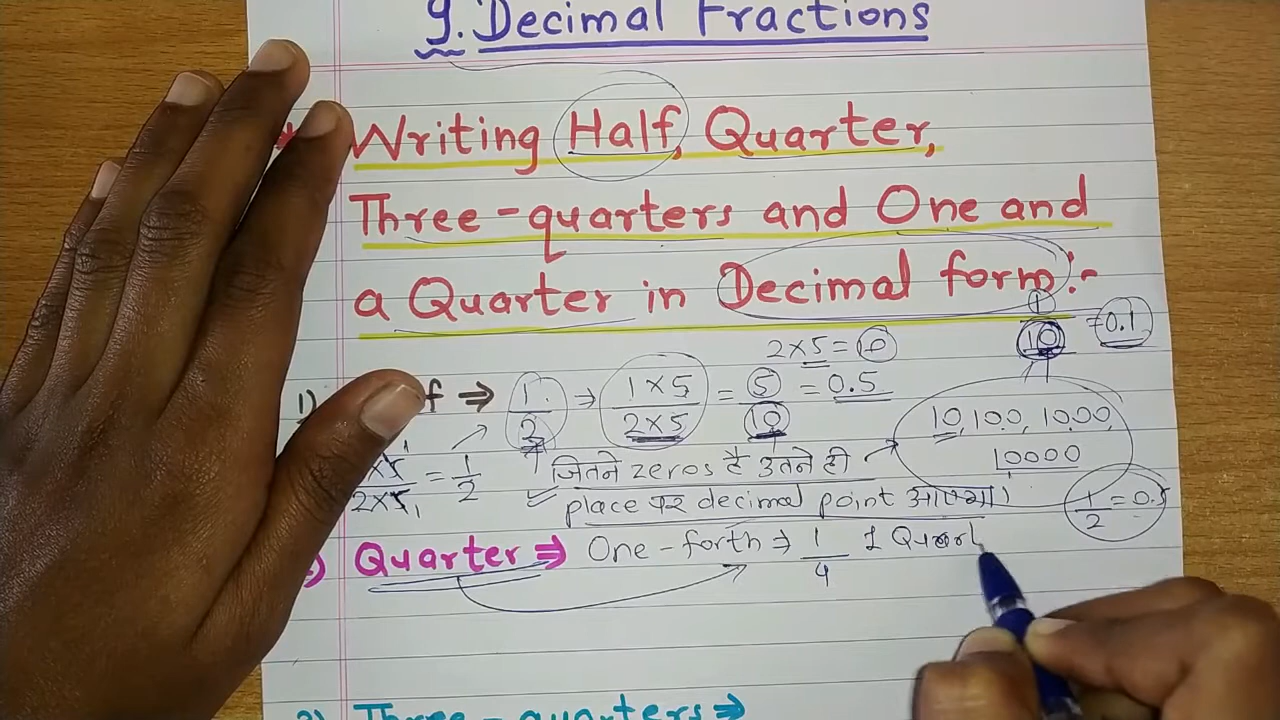 9. Decimal Fractions
Writing Half, Quarter,
Three-quarters and One and
a Quarter in Decimal form:-
1/10 = 0.1
2×5=10
1) f ⇒ 1/2 → 1×5/2×5 = 5/10 = 0.5
10, 100, 1000,
10000
2×5 = 1/2
जितने zeros है उतने ही
place पर decimal point आएगा।
1/2 = 0.5
Quarter ⇒ One-forth → 1/4 1 Quart
3) Three-quarters ⇒